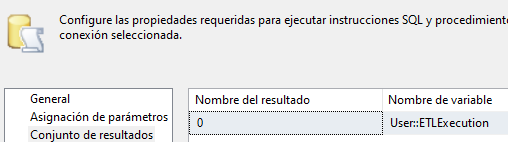 Configure las propiedades requeridas para ejecutar instrucciones SQL y procedimiento
conexión seleccionada.
General
Asignación de parámetros
Conjunto de resultados
Nombre del resultado Nombre de variable
0 User::ETLExecution